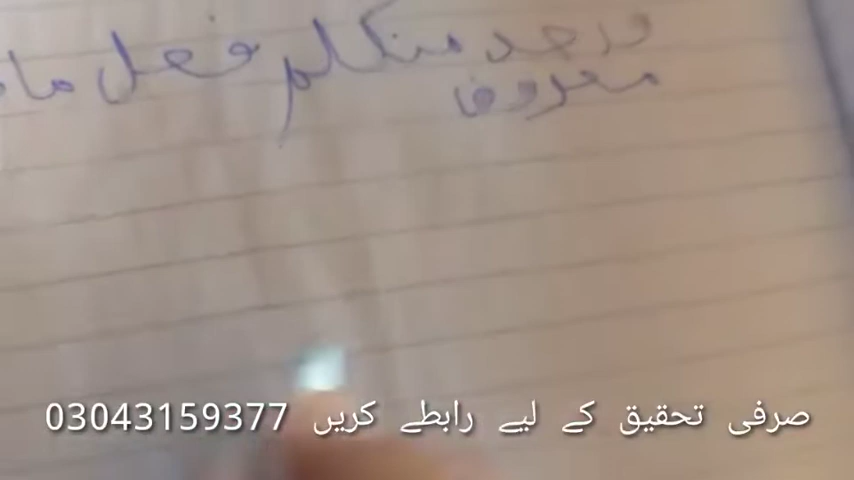 واحد متکلم فعل
معروف
صرفی تحقیق کے لیے رابطے کریں 03043159377